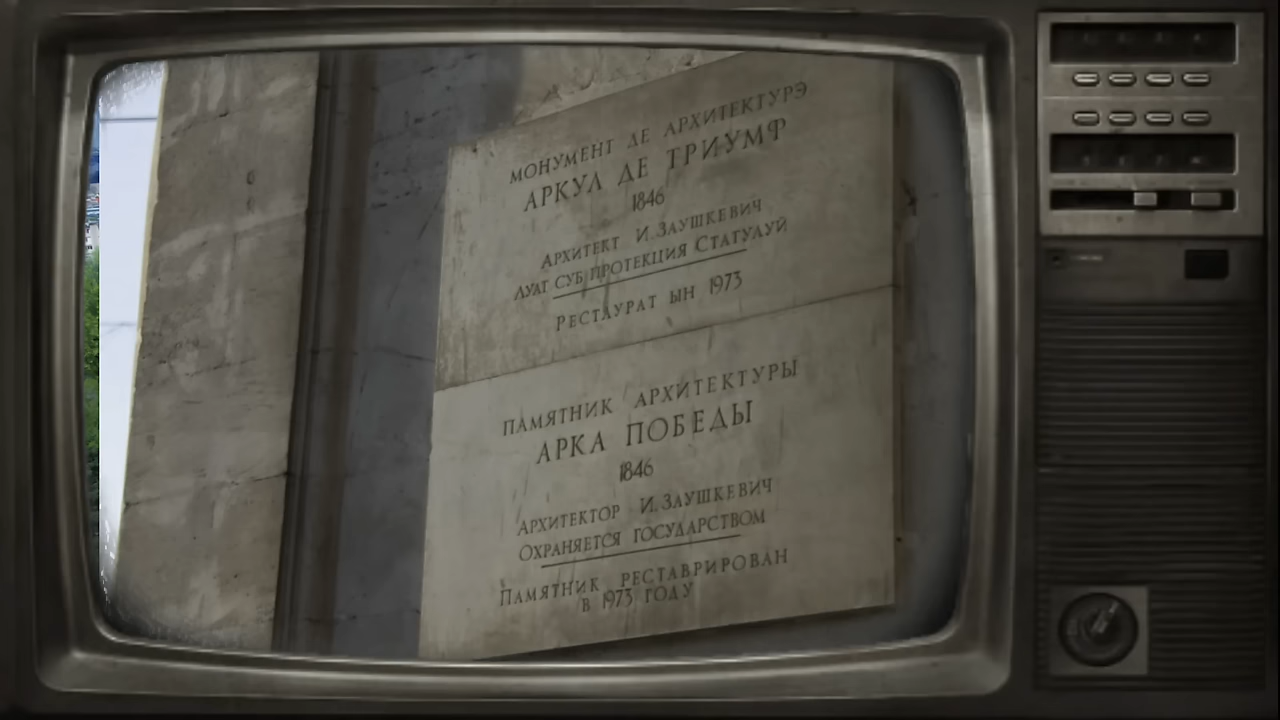 МОНУМЕНТ ДЕ АРХИТЕКТУРЭ
АРКУЛ ДЕ ТРИУМФ
1846
АРХИТЕКТ И.ЗАУШКЕВИЧ
ЛУАТ СУБ ПРОТЕКЦИЯ СТАТУЛУЙ
РЕСТАУРАТ ЫН 1973
ПАМЯТНИК АРХИТЕКТУРЫ
АРКА ПОБЕДЫ
1846
АРХИТЕКТОР И.ЗАУШКЕВИЧ
ОХРАНЯЕТСЯ ГОСУДАРСТВОМ
ПАМЯТНИК РЕСТАВРИРОВАН
В 1973 ГОДУ